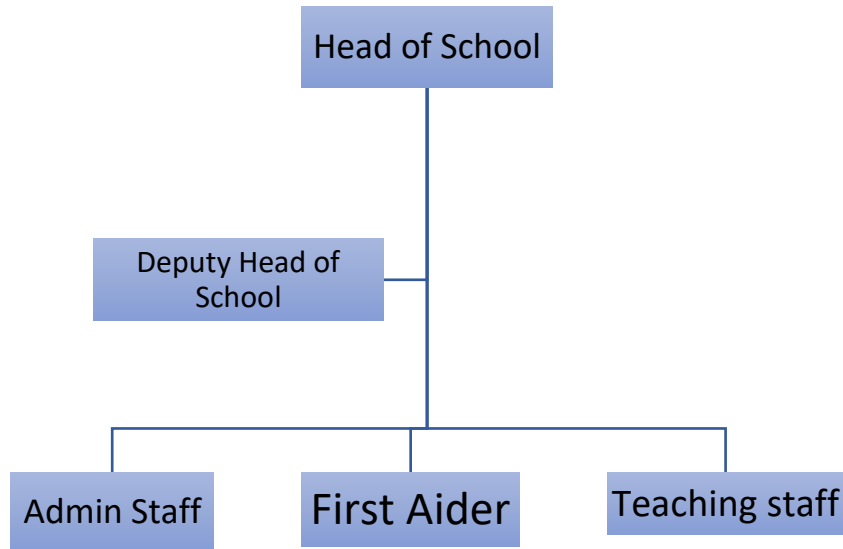 Head of School
Deputy Head of
School
Admin Staff
First Aider
Teaching staff